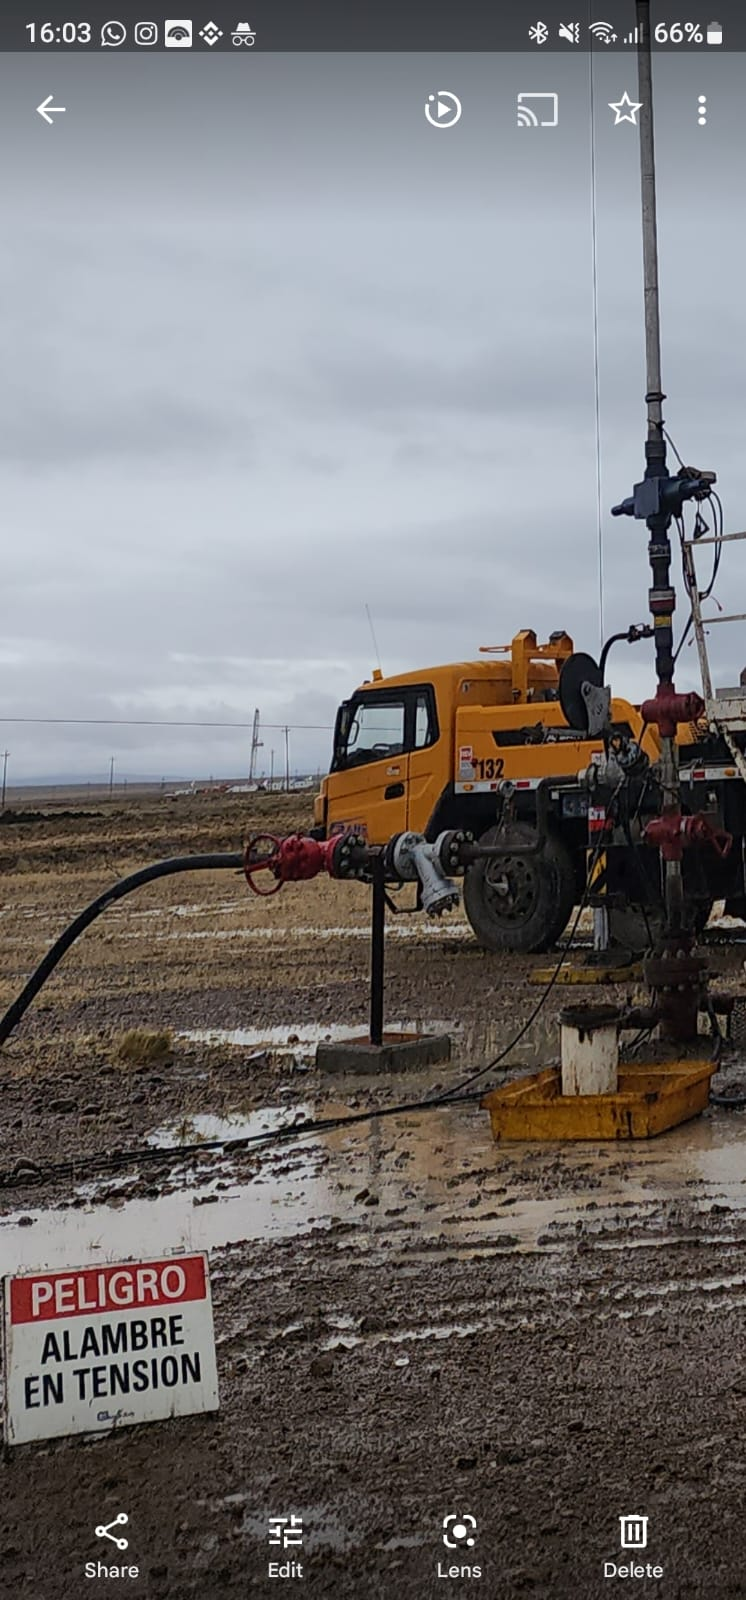 16:03
66%
132
PELIGRO
ALAMBRE
EN TENSION
Share
Edit
Lens
Delete